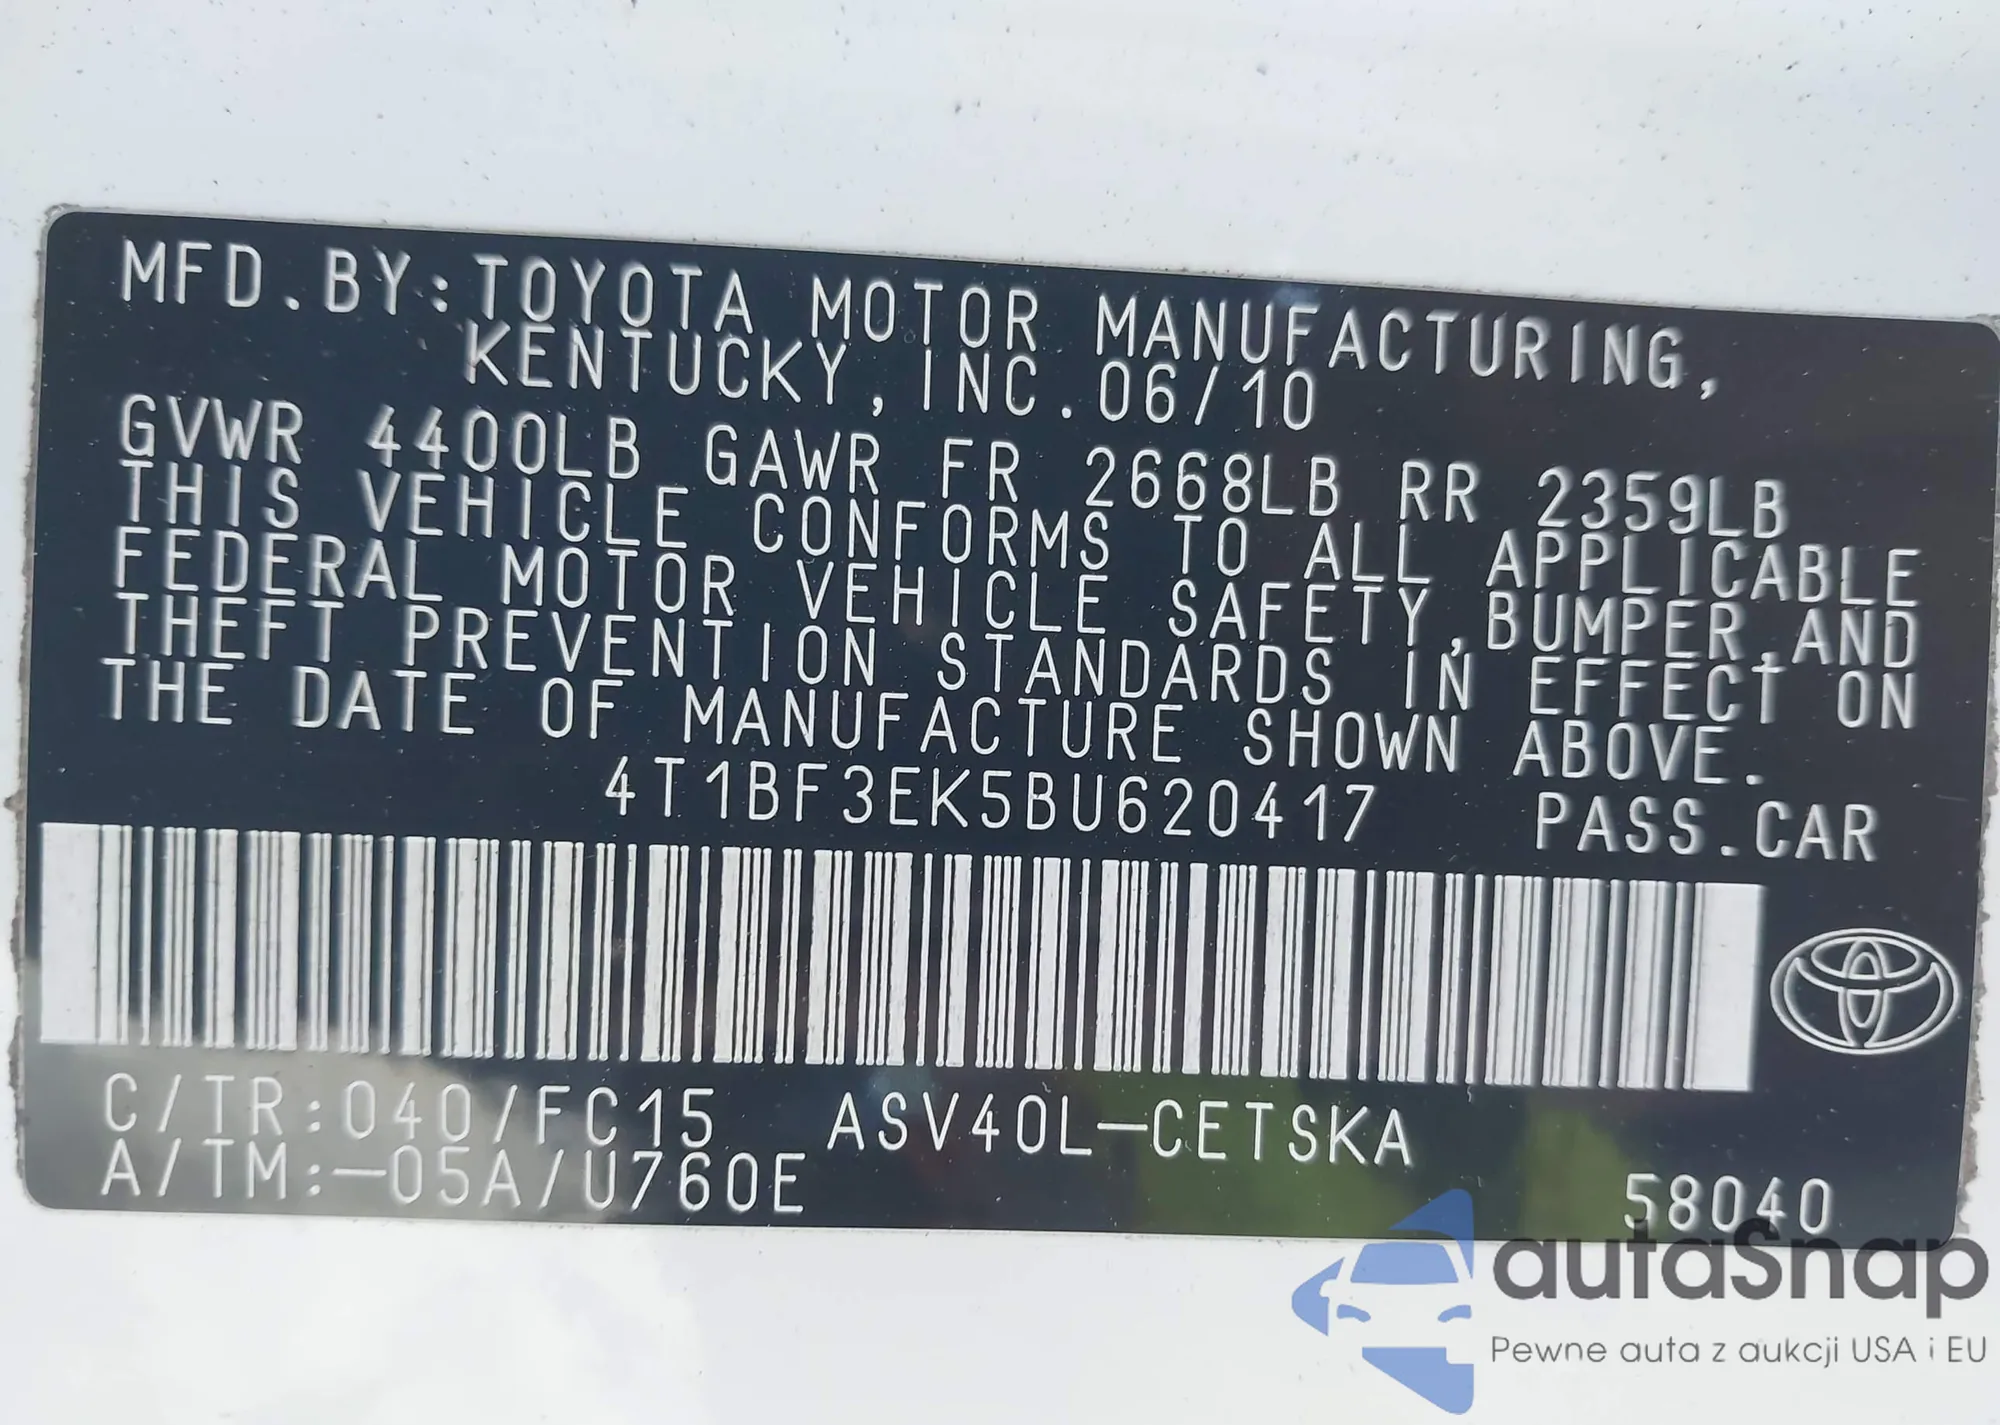 MFD.BY:TOYOTA MOTOR MANUFACTURING,
KENTUCKY,INC.06/10
GVWR 4400LB GAWR FR 2668LB RR 2359LB
THIS VEHICLE CONFORMS TO ALL APPLICABLE
FEDERAL MOTOR VEHICLE SAFETY,BUMPER,AND
THEFT PREVENTION STANDARDS IN EFFECT ON
THE DATE OF MANUFACTURE SHOWN ABOVE.
4T1BF3EK5BU620417 PASS.CAR
C/TR:040/FC15 ASV40L-CETSKA
A/TM:-05A/U760E 58040
autaSnap
Pewne auta z aukcji USA i EU